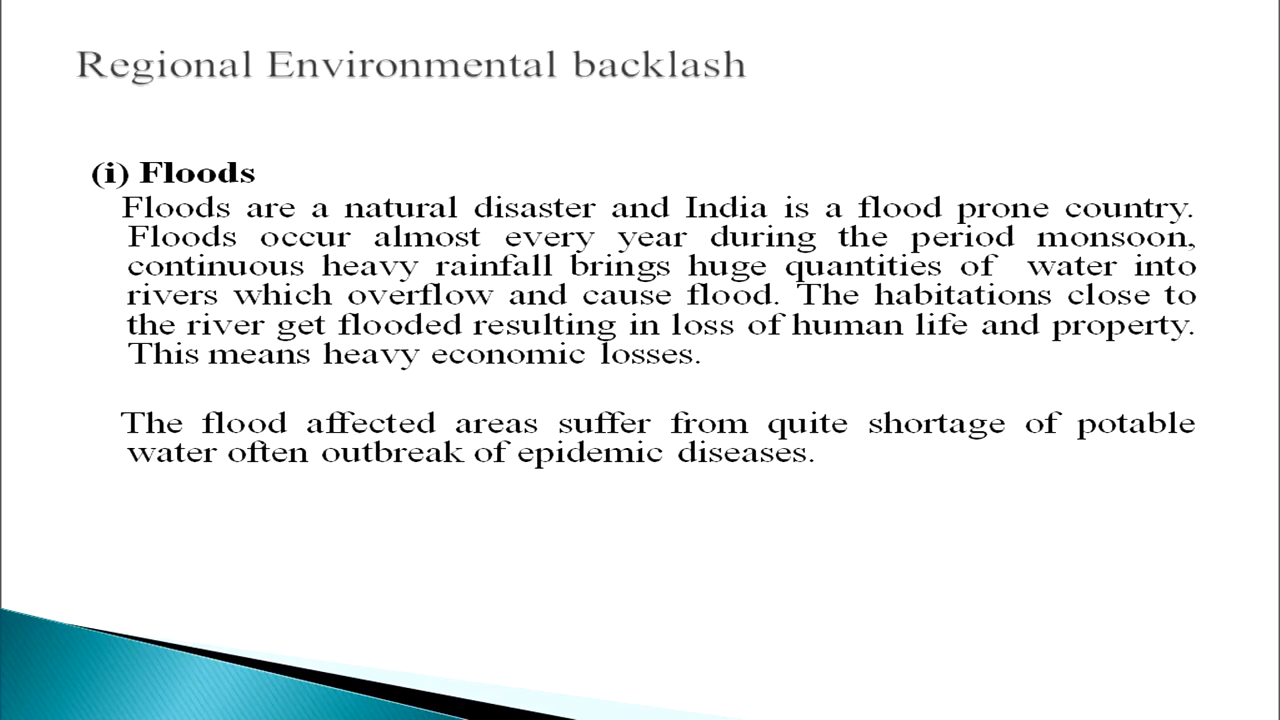 Regional Environmental backlash
(i) Floods
Floods are a natural disaster and India is a flood prone country.
Floods occur almost every year during the period monsoon,
continuous heavy rainfall brings huge quantities of water into
rivers which overflow and cause flood. The habitations close to
the river get flooded resulting in loss of human life and property.
This means heavy economic losses.
The flood affected areas suffer from quite shortage of potable
water often outbreak of epidemic diseases.